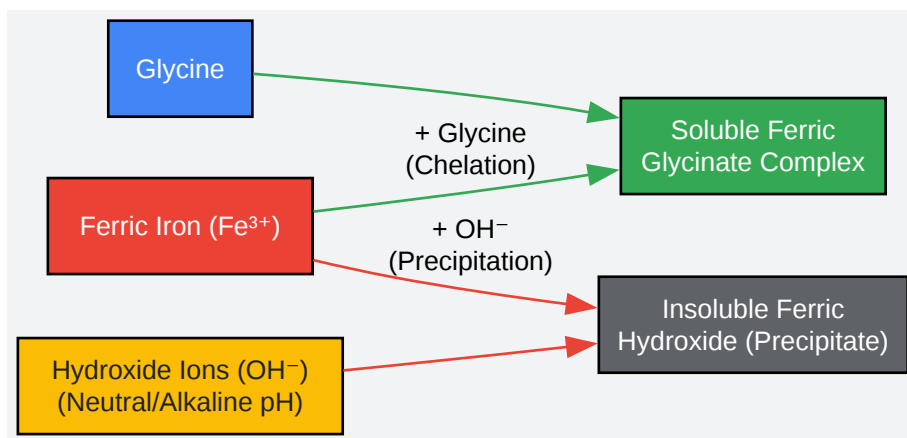 Glycine
+ Glycine
(Chelation)
Soluble Ferric
Glycinate Complex
Ferric Iron (Fe³⁺)
+ OH⁻
(Precipitation)
Insoluble Ferric
Hydroxide (Precipitate)
Hydroxide Ions (OH⁻)
(Neutral/Alkaline pH)